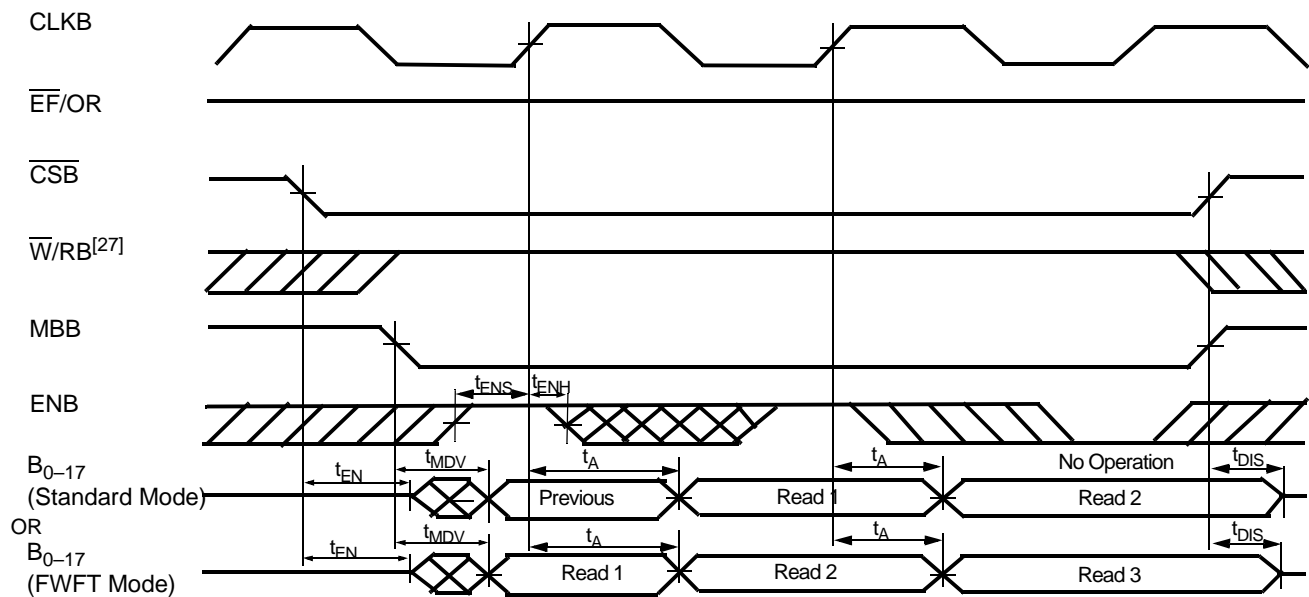 CLKB
E̅F̅/OR
C̅S̅B̅
W̅/RB[27]
MBB
tENS tENH
ENB
No Operation
B0–17
(Standard Mode)
tEN tMDV tA tA tDIS
Previous Read 1 Read 2
OR
B0–17
(FWFT Mode)
tEN tMDV tA tA tDIS
Read 1 Read 2 Read 3